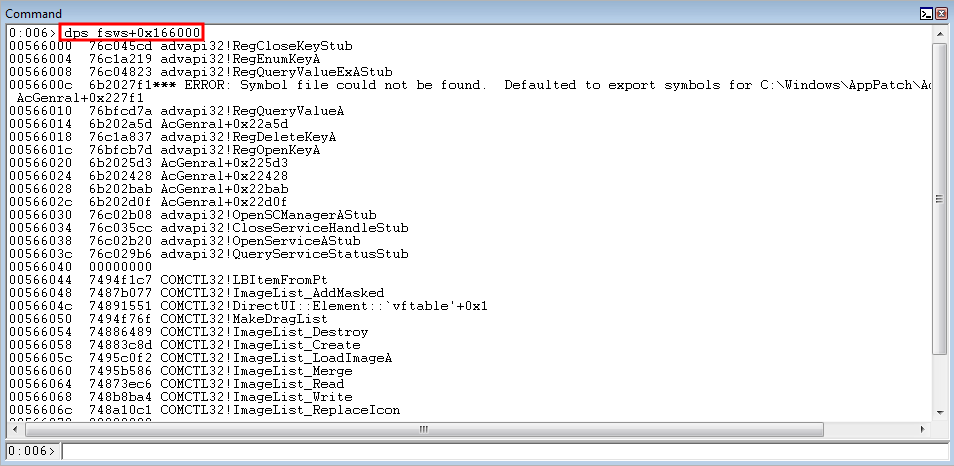 Command
0:006> dps fsws+0x166000
00566000  76c045cd advapi32!RegCloseKeyStub
00566004  76c1a219 advapi32!RegEnumKeyA
00566008  76c04823 advapi32!RegQueryValueExAStub
0056600c  6b2027f1*** ERROR: Symbol file could not be found.  Defaulted to export symbols for C:\Windows\AppPatch\Ac
 AcGenral+0x227f1
00566010  76bfcd7a advapi32!RegQueryValueA
00566014  6b202a5d AcGenral+0x22a5d
00566018  76c1a837 advapi32!RegDeleteKeyA
0056601c  76bfcb7d advapi32!RegOpenKeyA
00566020  6b2025d3 AcGenral+0x225d3
00566024  6b202428 AcGenral+0x22428
00566028  6b202bab AcGenral+0x22bab
0056602c  6b202d0f AcGenral+0x22d0f
00566030  76c02b08 advapi32!OpenSCManagerAStub
00566034  76c035cc advapi32!CloseServiceHandleStub
00566038  76c02b20 advapi32!OpenServiceAStub
0056603c  76c029b6 advapi32!QueryServiceStatusStub
00566040  00000000
00566044  7494f1c7 COMCTL32!LBItemFromPt
00566048  7487b077 COMCTL32!ImageList_AddMasked
0056604c  74891551 COMCTL32!DirectUI::Element::`vftable'+0x1
00566050  7494f76f COMCTL32!MakeDragList
00566054  74886489 COMCTL32!ImageList_Destroy
00566058  74883c8d COMCTL32!ImageList_Create
0056605c  7495c0f2 COMCTL32!ImageList_LoadImageA
00566060  7495b586 COMCTL32!ImageList_Merge
00566064  74873ec6 COMCTL32!ImageList_Read
00566068  748b8ba4 COMCTL32!ImageList_Write
0056606c  748a10c1 COMCTL32!ImageList_ReplaceIcon
00566070  00000000
0:006>